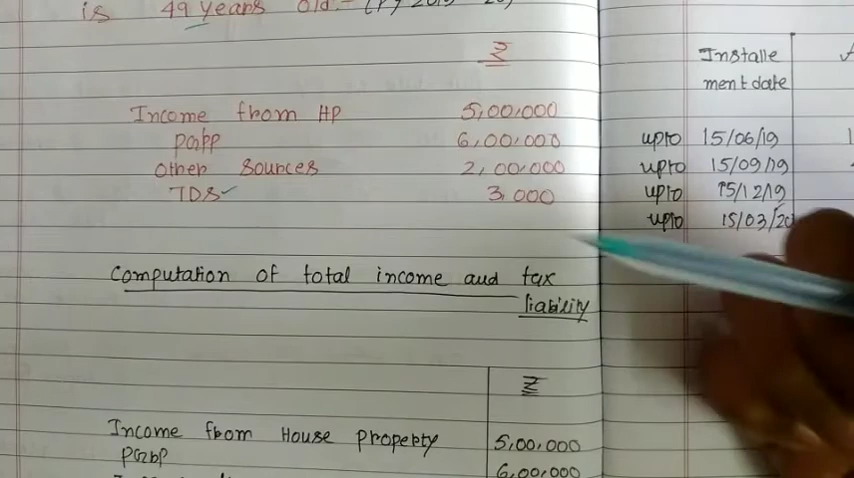 is 49 years old.
₹
Income from HP 5,00,000
PGBP 6,00,000
Other Sources 2,00,000
TDS 3,000
Computation of total income and tax
liability
₹
Income from House Property 5,00,000
PGBP 6,00,000
Installe
ment date
upto 15/06/19
upto 15/09/19
upto 15/12/19
upto 15/03/20